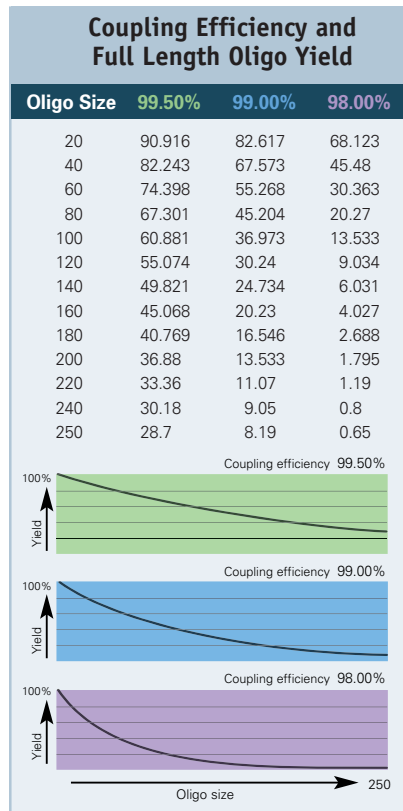 Coupling Efficiency and
Full Length Oligo Yield
Oligo Size 99.50% 99.00% 98.00%
20 90.916 82.617 68.123
40 82.243 67.573 45.48
60 74.398 55.268 30.363
80 67.301 45.204 20.27
100 60.881 36.973 13.533
120 55.074 30.24 9.034
140 49.821 24.734 6.031
160 45.068 20.23 4.027
180 40.769 16.546 2.688
200 36.88 13.533 1.795
220 33.36 11.07 1.19
240 30.18 9.05 0.8
250 28.7 8.19 0.65
Coupling efficiency 99.50%
100%
Yield
Coupling efficiency 99.00%
100%
Yield
Coupling efficiency 98.00%
100%
Yield
Oligo size 250